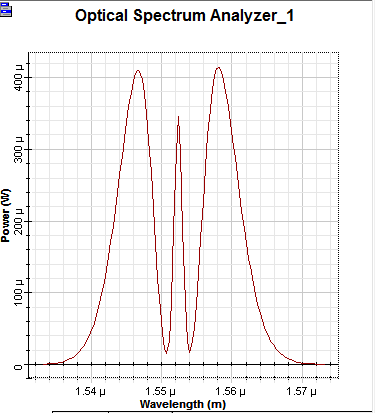 Optical Spectrum Analyzer_1
Power (W)
400 µ
300 µ
200 µ
100 µ
0
1.54 µ 1.55 µ 1.56 µ 1.57 µ
Wavelength (m)